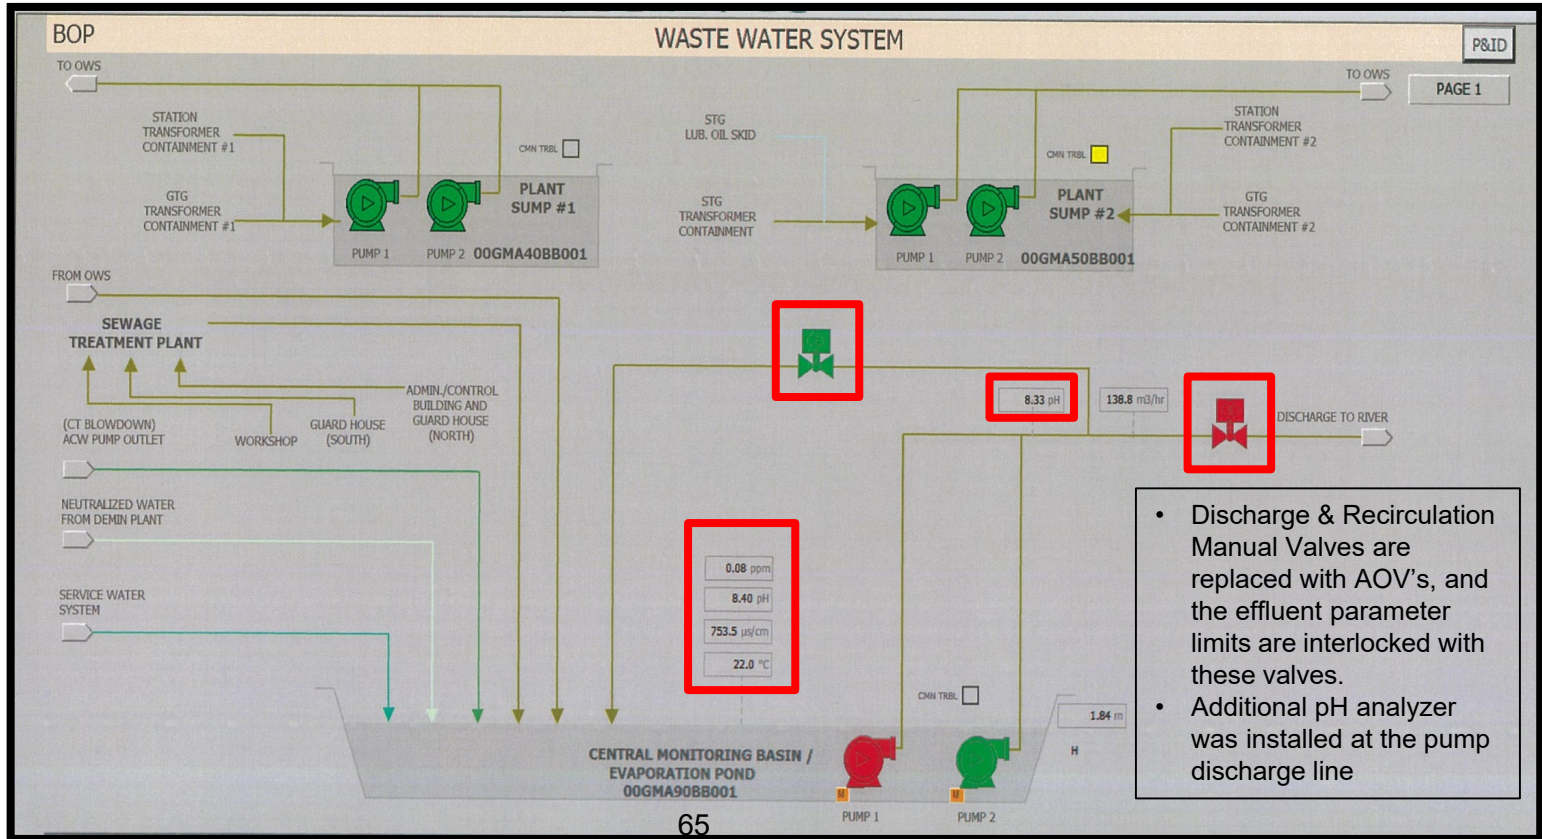 BOP
WASTE WATER SYSTEM
P&ID
TO OWS
TO OWS
PAGE 1
STATION
TRANSFORMER
CONTAINMENT #1
GTG
TRANSFORMER
CONTAINMENT #1
CMN TRBL
PLANT
SUMP #1
PUMP 1
PUMP 2
00GMA40BB001
STG
LUB. OIL SKID
STG
TRANSFORMER
CONTAINMENT
CMN TRBL
PLANT
SUMP #2
PUMP 1
PUMP 2
00GMA50BB001
STATION
TRANSFORMER
CONTAINMENT #2
GTG
TRANSFORMER
CONTAINMENT #2
FROM OWS
SEWAGE
TREATMENT PLANT
ADMIN./CONTROL
BUILDING AND
GUARD HOUSE
(NORTH)
GUARD HOUSE
(SOUTH)
WORKSHOP
(CT BLOWDOWN)
ACW PUMP OUTLET
NEUTRALIZED WATER
FROM DEMIN PLANT
SERVICE WATER
SYSTEM
8.33 pH
138.8 m3/hr
DISCHARGE TO RIVER
0.08 ppm
8.40 pH
753.5 µs/cm
22.0 °C
CMN TRBL
1.84 m
H
CENTRAL MONITORING BASIN /
EVAPORATION POND
00GMA90BB001
M
M
PUMP 1
PUMP 2
• Discharge & Recirculation
Manual Valves are
replaced with AOV's, and
the effluent parameter
limits are interlocked with
these valves.
• Additional pH analyzer
was installed at the pump
discharge line
65